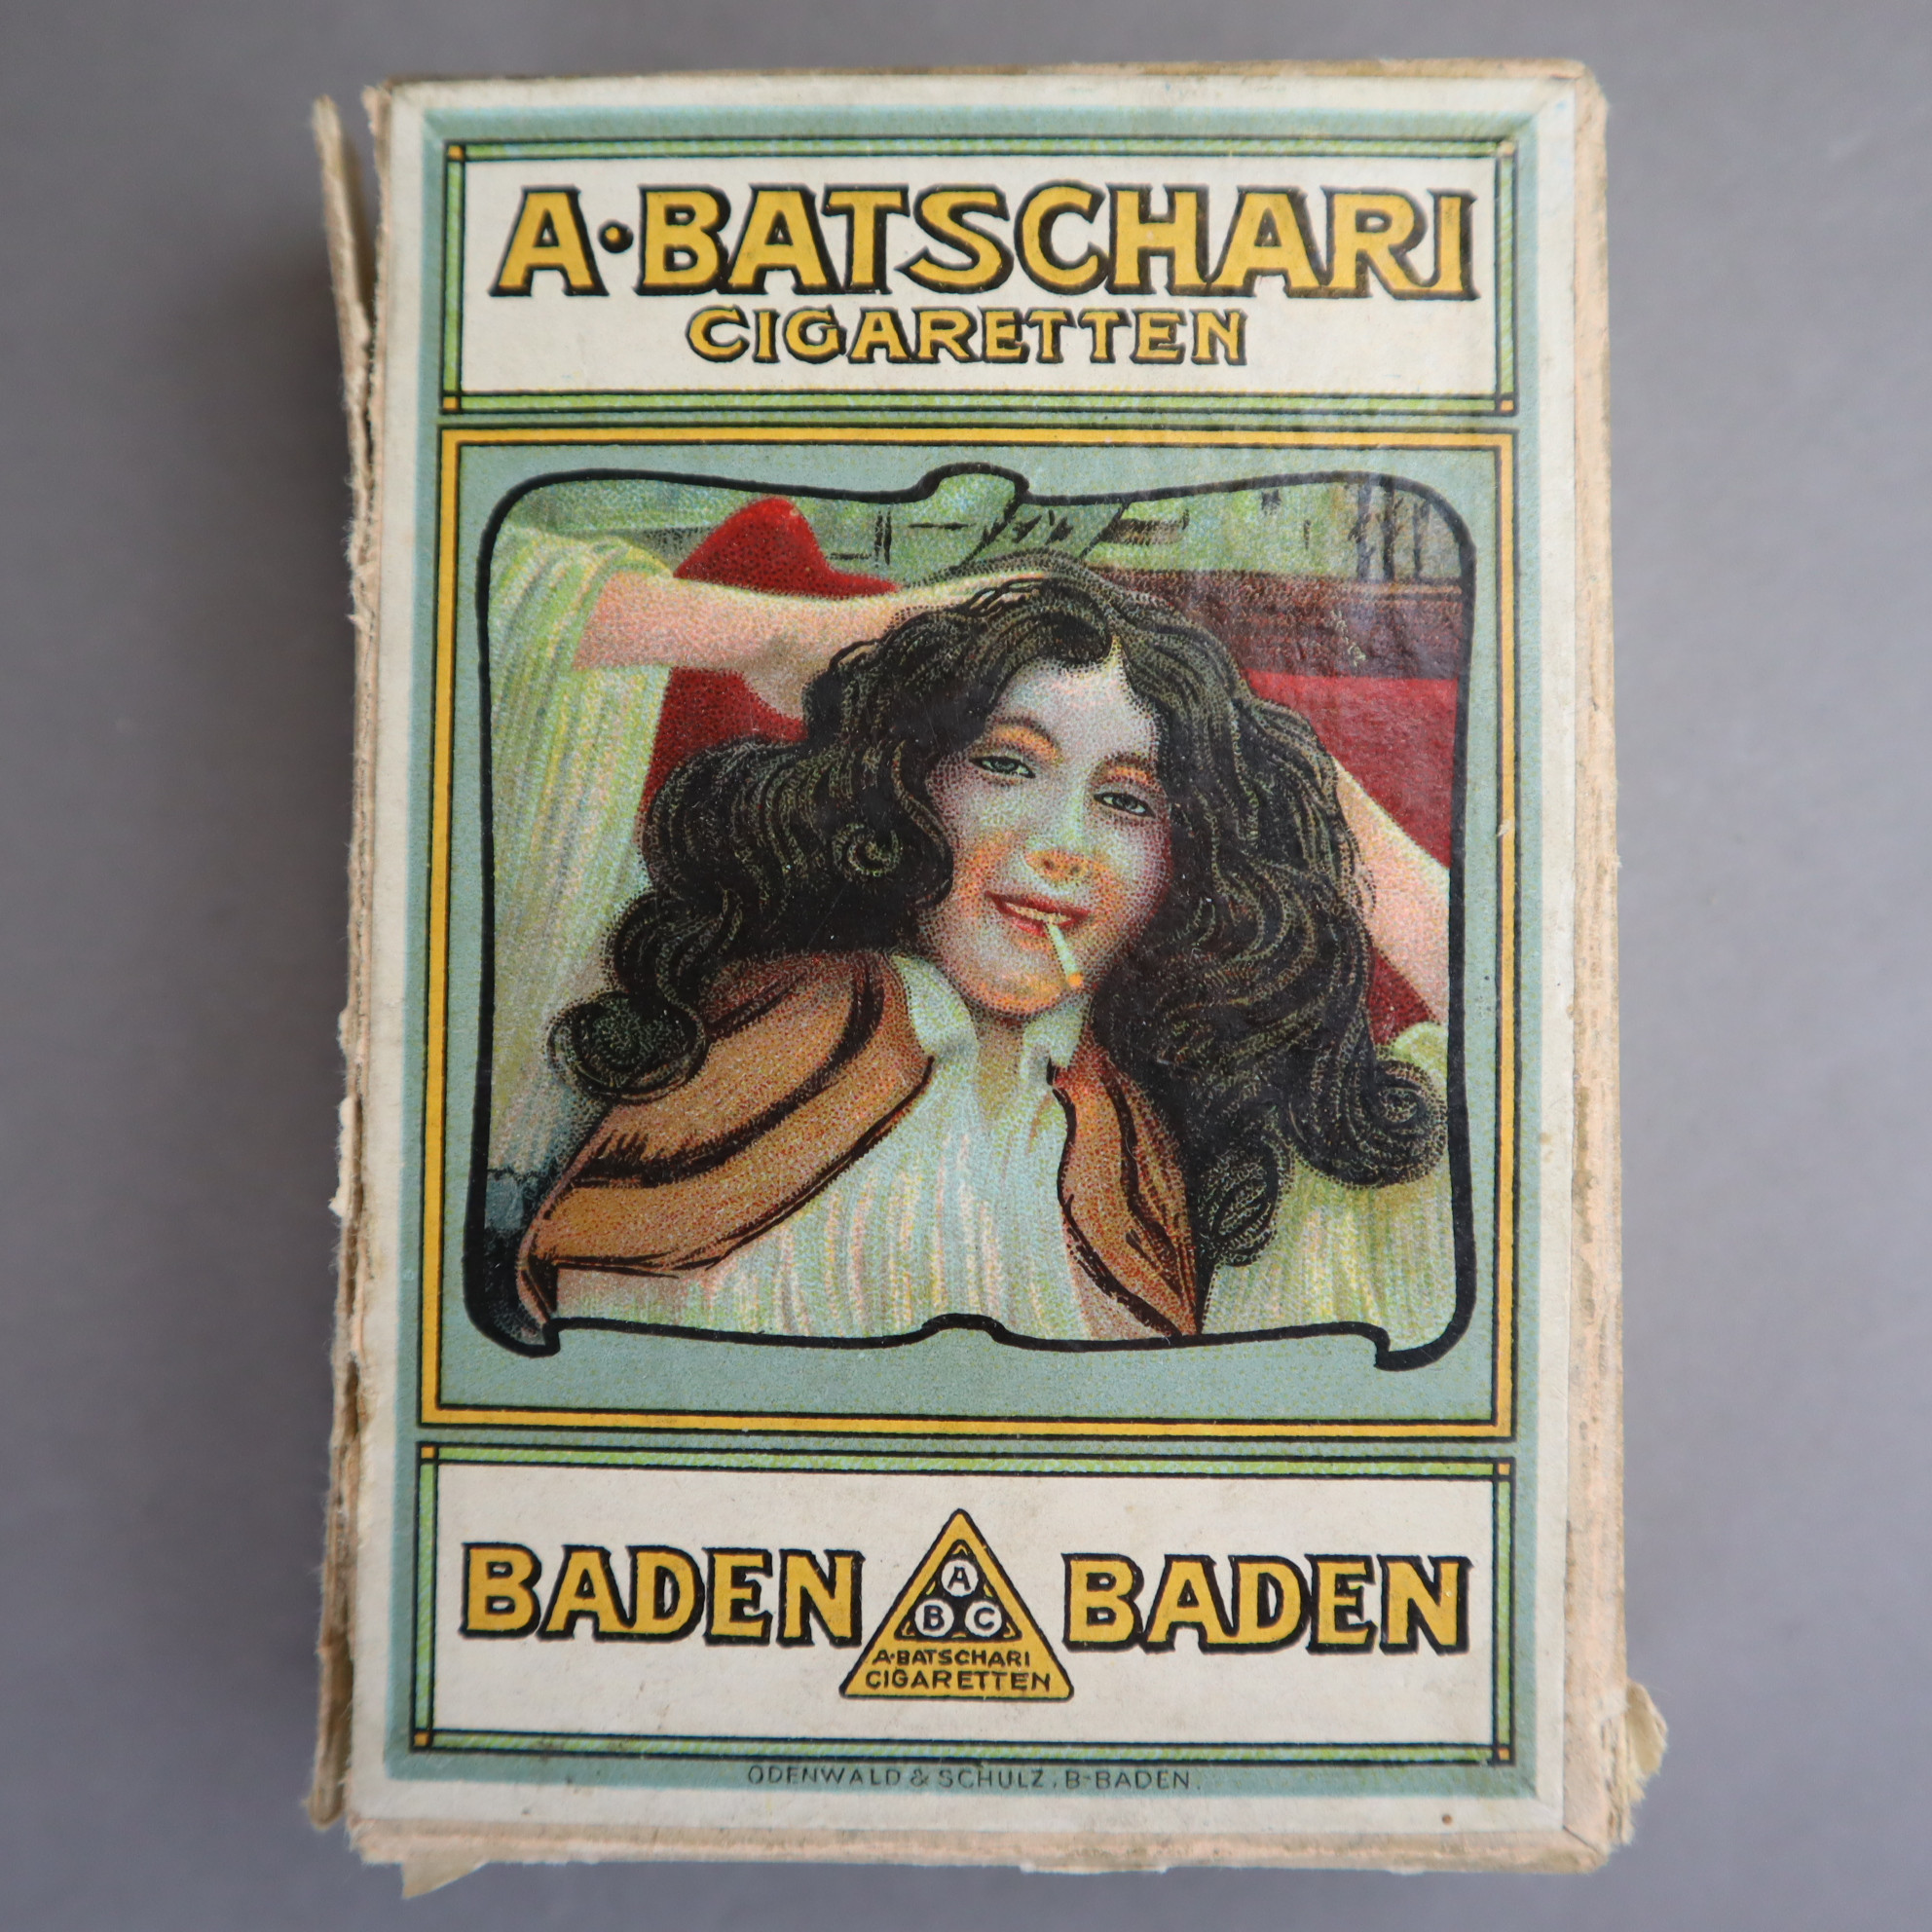 A·BATSCHARI
CIGARETTEN
BADEN BADEN
A
B C
A·BATSCHARI
CIGARETTEN
ODENWALD & SCHULZ, B-BADEN.